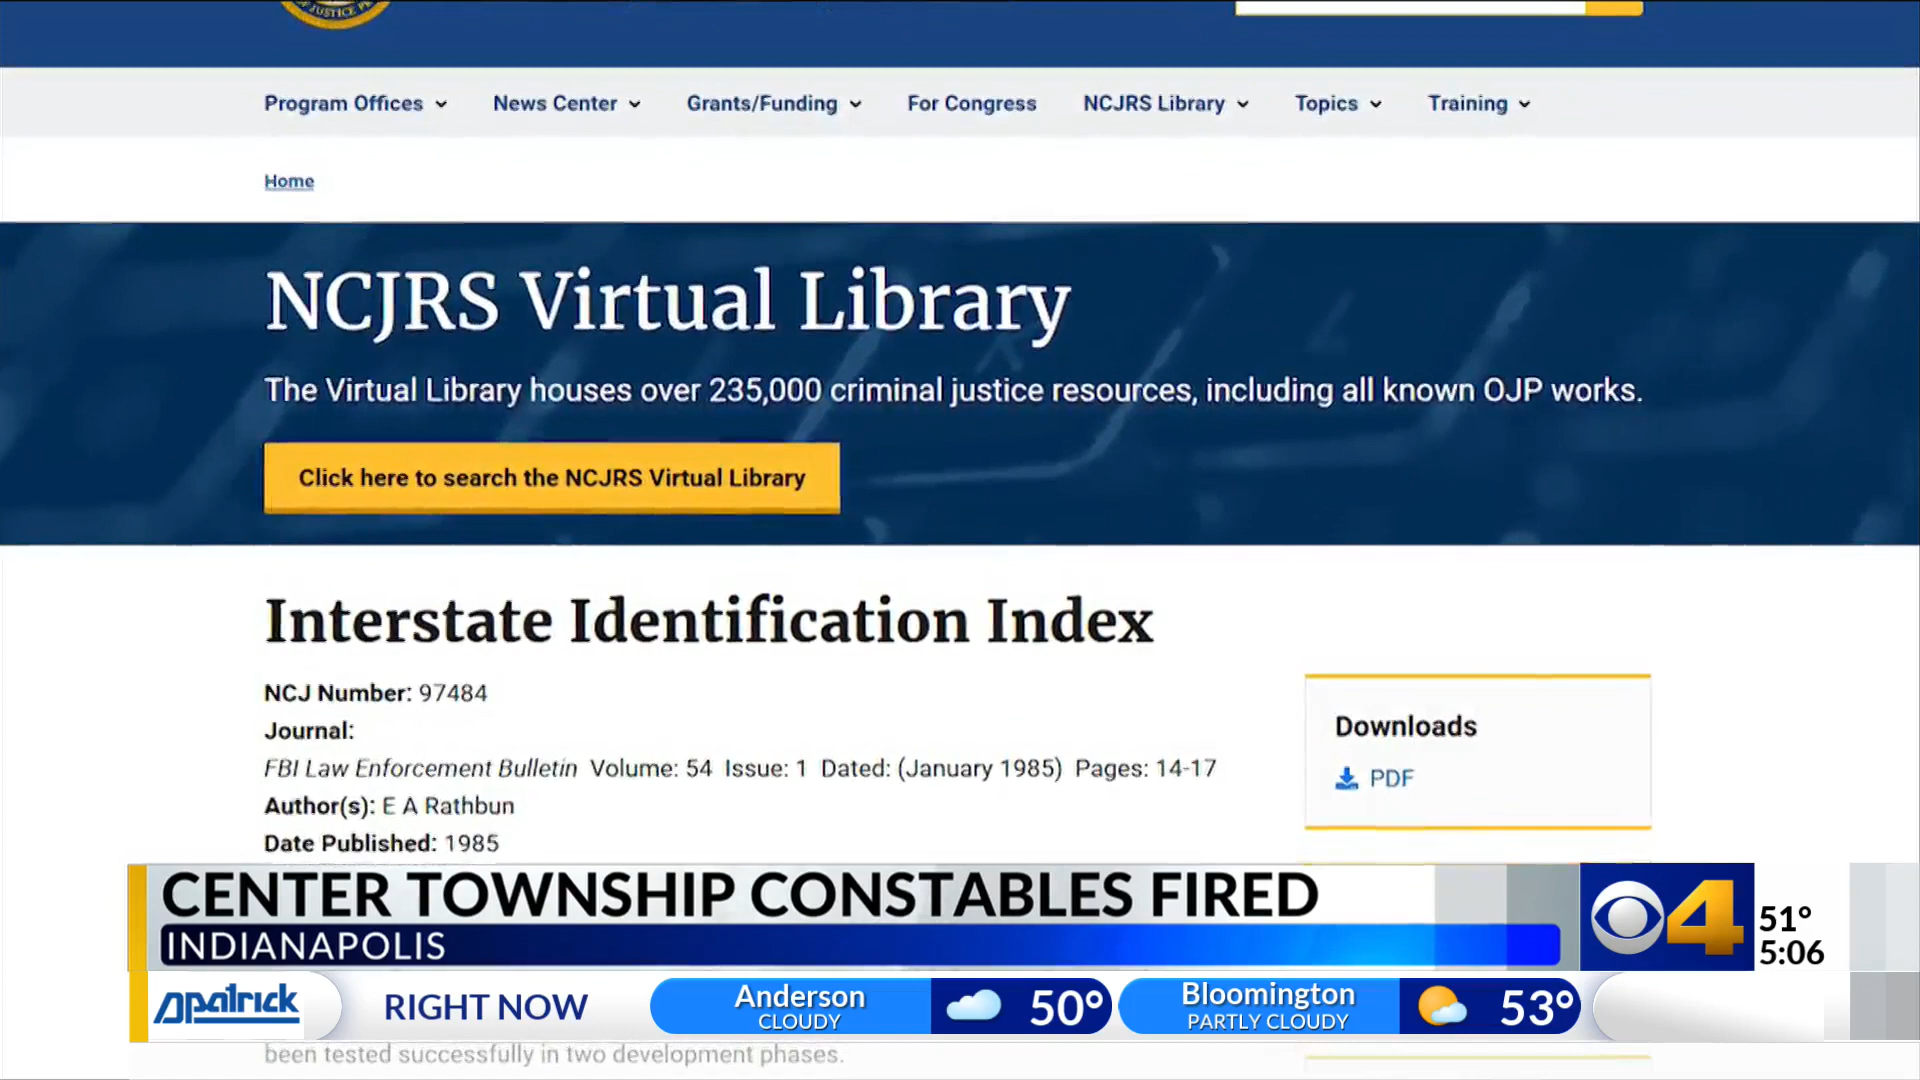 OF JUSTICE PR
Program Offices
News Center
Grants/Funding
For Congress
NCJRS Library
Topics
Training
Home
NCJRS Virtual Library
The Virtual Library houses over 235,000 criminal justice resources, including all known OJP works.
Click here to search the NCJRS Virtual Library
Interstate Identification Index
NCJ Number: 97484
Journal:
FBI Law Enforcement Bulletin Volume: 54 Issue: 1 Dated: (January 1985) Pages: 14-17
Author(s): E A Rathbun
Date Published: 1985
Downloads
PDF
CENTER TOWNSHIP CONSTABLES FIRED
INDIANAPOLIS
4
51°
5:06
dpatrick
RIGHT NOW
Anderson
CLOUDY
50°
Bloomington
PARTLY CLOUDY
53°
been tested successfully in two development phases.